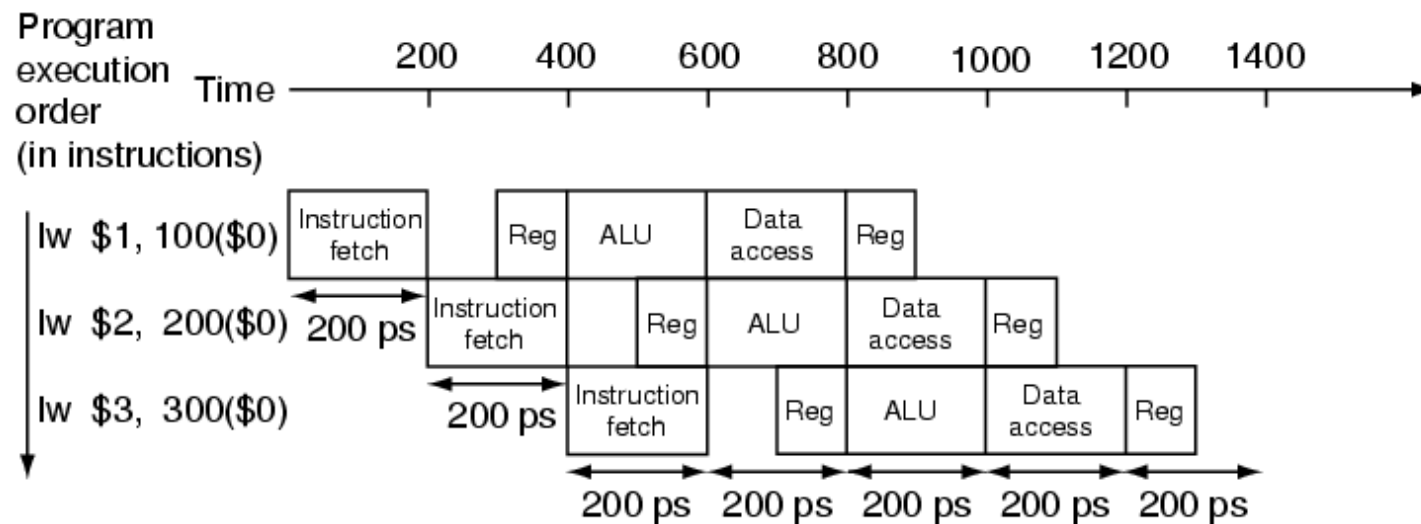 Program
execution
order
(in instructions)
Time
200 400 600 800 1000 1200 1400
lw $1, 100($0)
Instruction
fetch
Reg
ALU
Data
access
Reg
200 ps
lw $2, 200($0)
Instruction
fetch
Reg
ALU
Data
access
Reg
200 ps
lw $3, 300($0)
Instruction
fetch
Reg
ALU
Data
access
Reg
200 ps 200 ps 200 ps 200 ps 200 ps